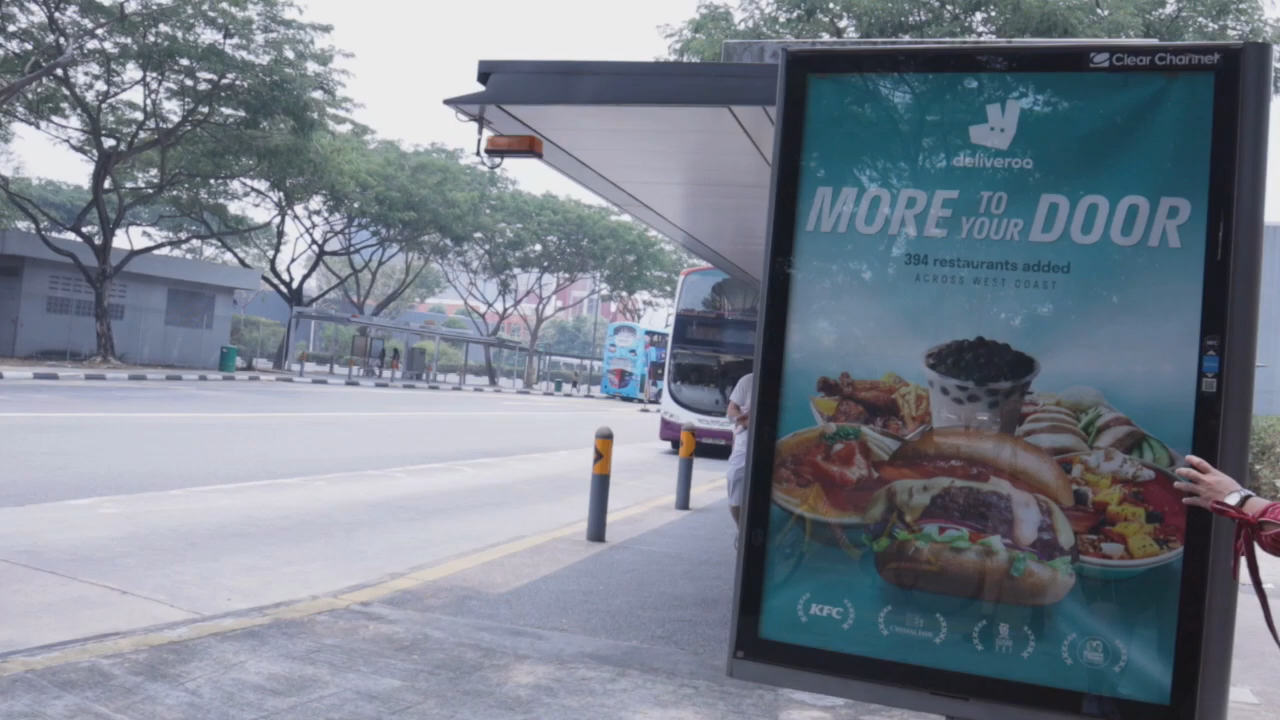 Clear Channel
deliveroo
MORE TO YOUR DOOR
394 restaurants added
ACROSS WEST COAST
KFC